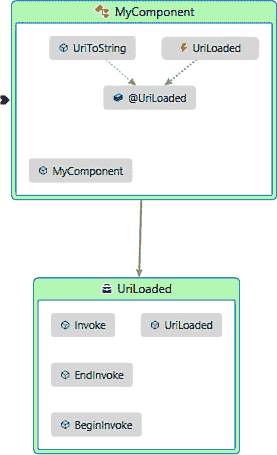 MyComponent
UriToString
UriLoaded
@UriLoaded
MyComponent
UriLoaded
Invoke
UriLoaded
EndInvoke
BeginInvoke